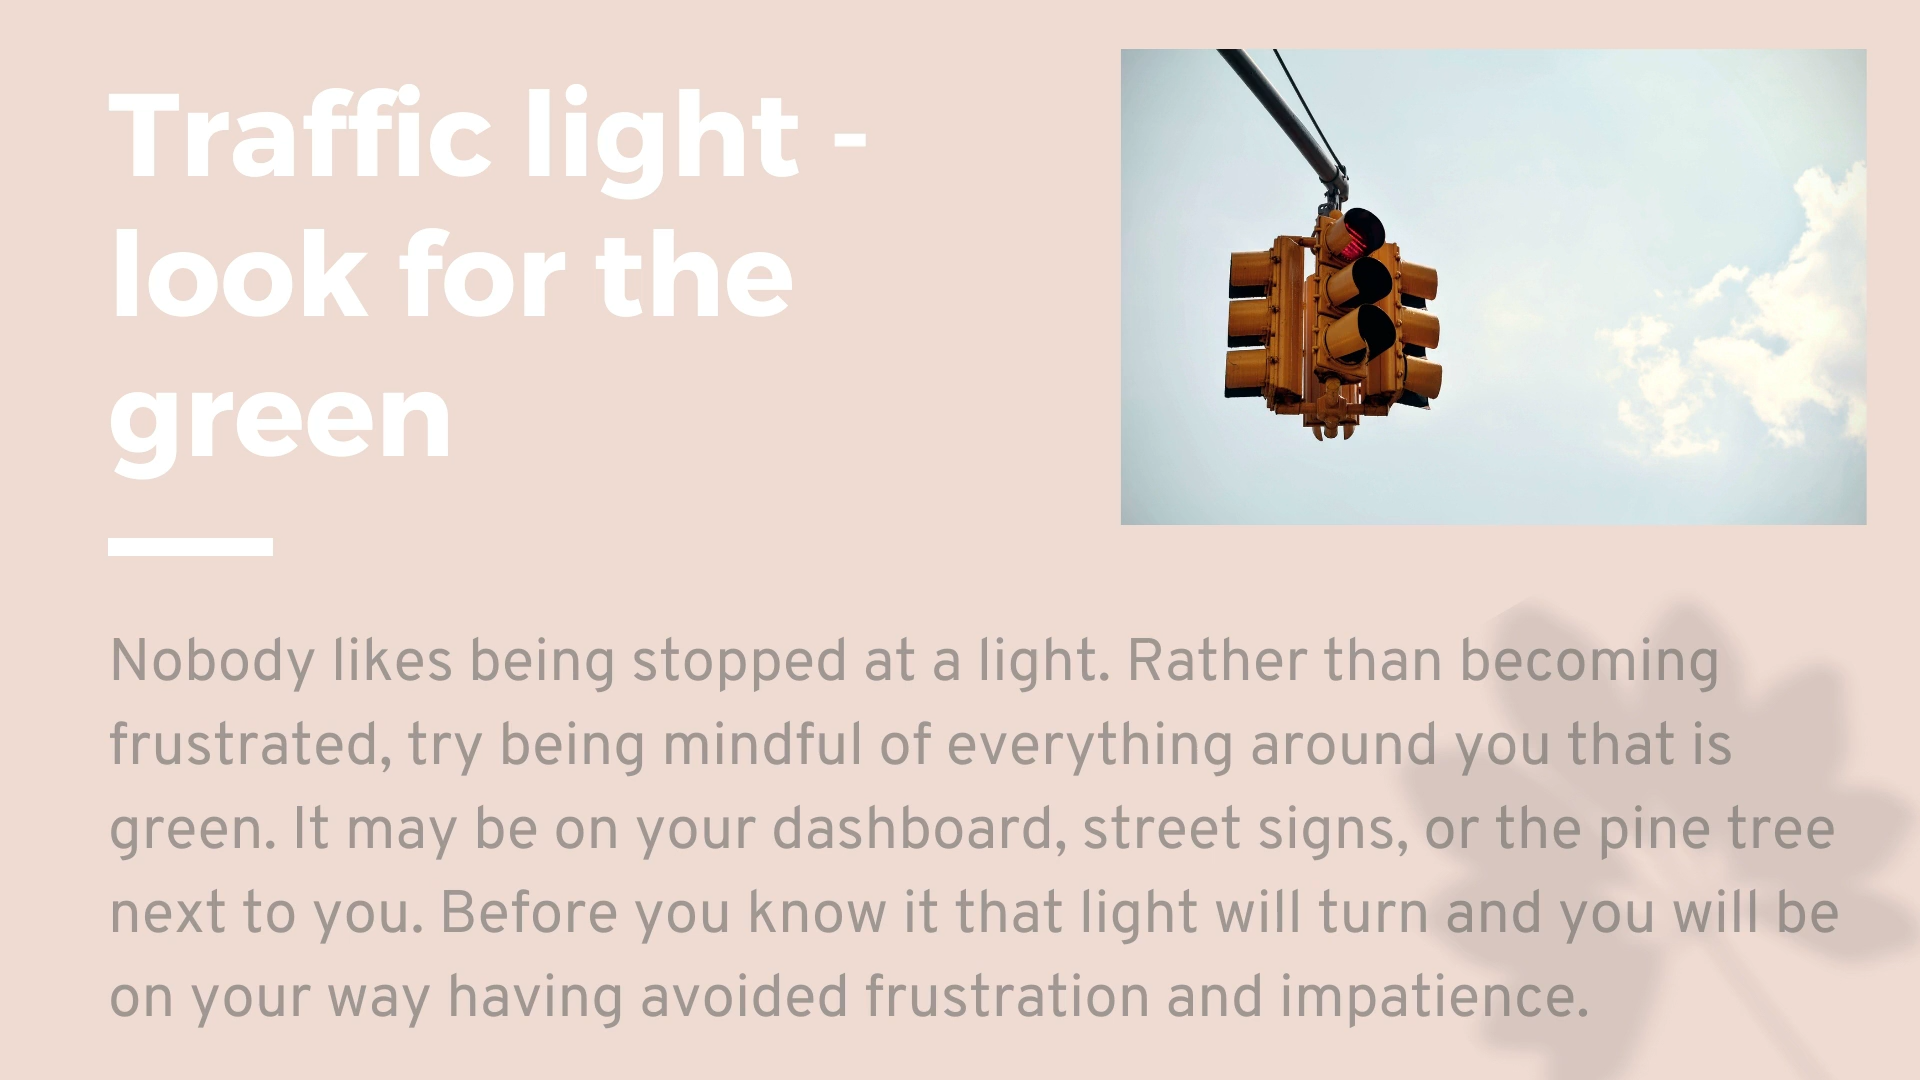 Traffic light -
look for the
green
Nobody likes being stopped at a light. Rather than becoming
frustrated, try being mindful of everything around you that is
green. It may be on your dashboard, street signs, or the pine tree
next to you. Before you know it that light will turn and you will be
on your way having avoided frustration and impatience.